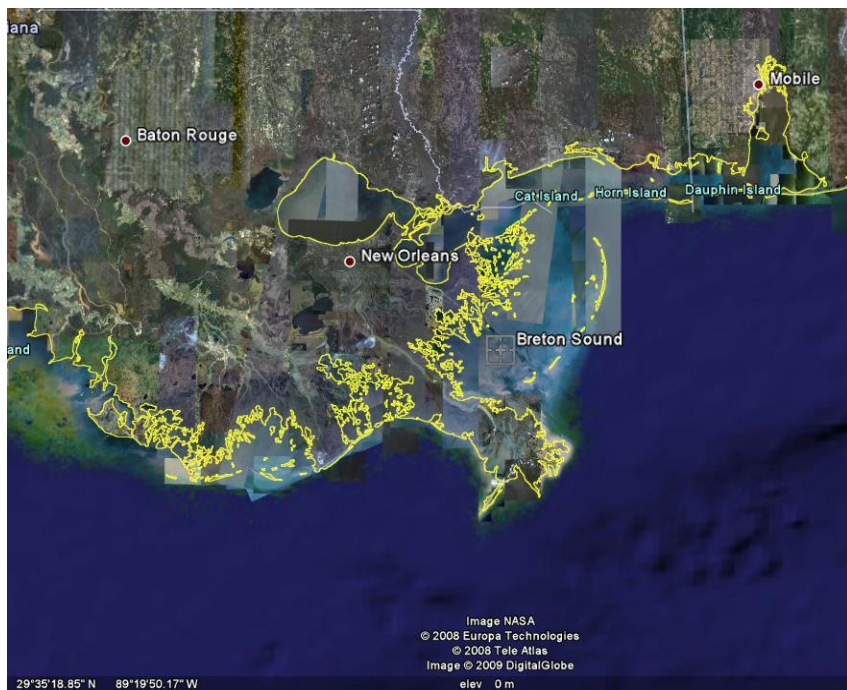 iana
Mobile
Baton Rouge
Cat Island
Horn Island
Dauphin Island
New Orleans
Breton Sound
and
Image NASA
© 2008 Europa Technologies
© 2008 Tele Atlas
Image © 2009 DigitalGlobe
29°35'18.85" N 89°19'50.17" W elev 0 m